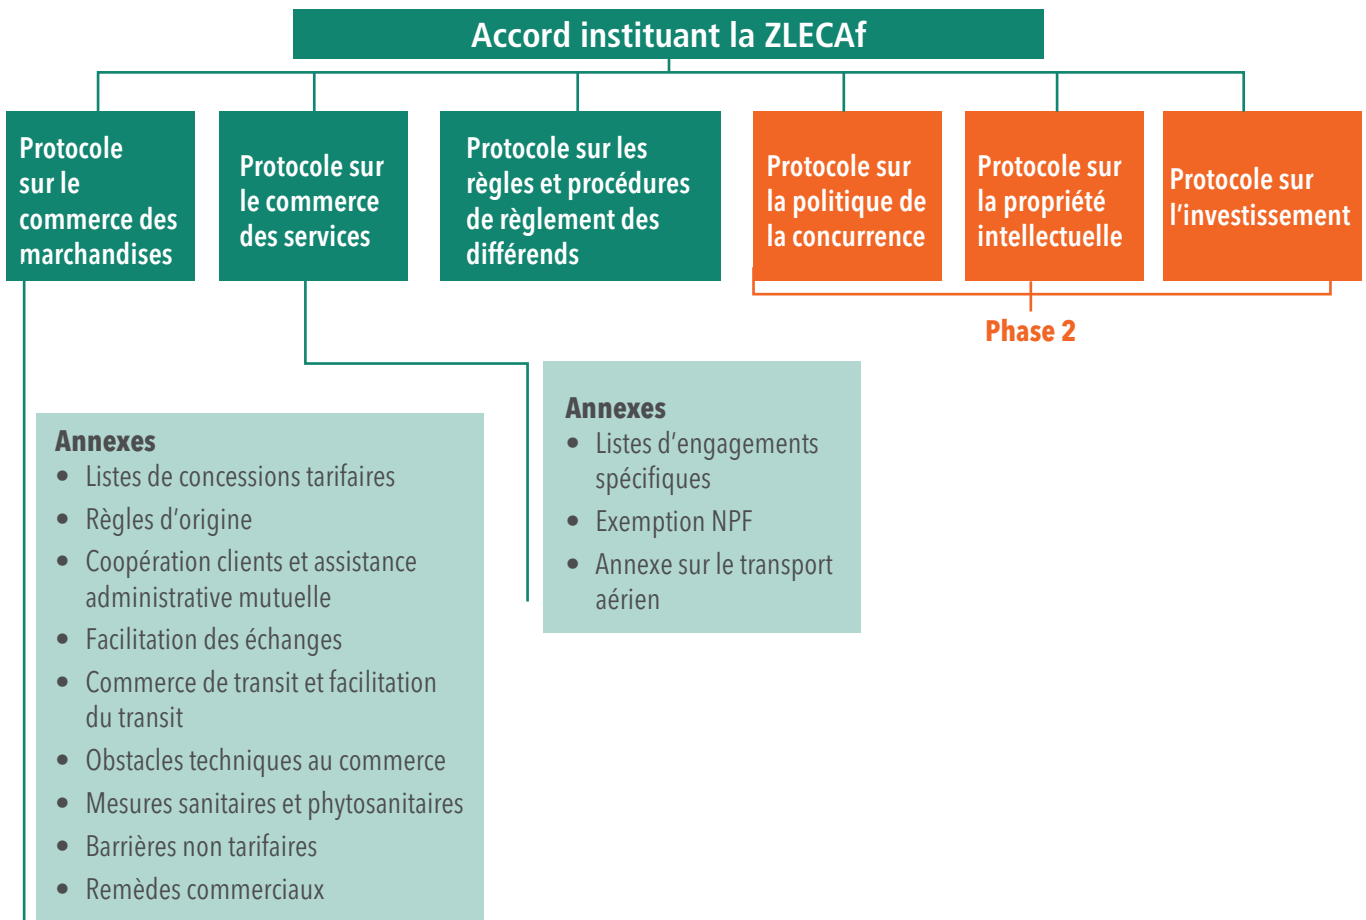 Accord instituant la ZLECAf
Protocole
sur le
commerce des
marchandises
Protocole sur
le commerce
des services
Protocole sur les
règles et procédures
de règlement des
différends
Protocole sur
la politique de
la concurrence
Protocole sur
la propriété
intellectuelle
Protocole sur
l'investissement
Phase 2
Annexes
• Listes de concessions tarifaires
• Règles d'origine
• Coopération clients et assistance
administrative mutuelle
• Facilitation des échanges
• Commerce de transit et facilitation
du transit
• Obstacles techniques au commerce
• Mesures sanitaires et phytosanitaires
• Barrières non tarifaires
• Remèdes commerciaux
Annexes
• Listes d'engagements
spécifiques
• Exemption NPF
• Annexe sur le transport
aérien